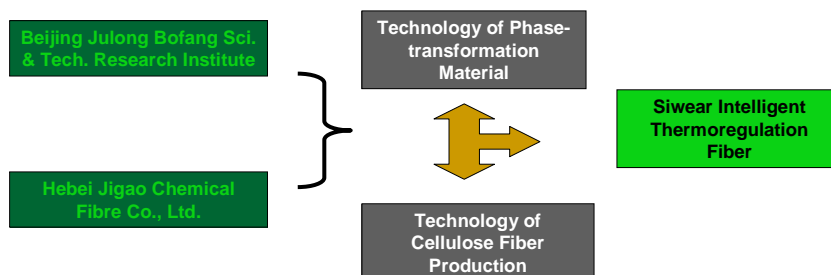 Beijing Julong Bofang Sci.
& Tech. Research Institute
Hebei Jigao Chemical
Fibre Co., Ltd.
Technology of Phase-
transformation
Material
Technology of
Cellulose Fiber
Production
Siwear Intelligent
Thermoregulation
Fiber